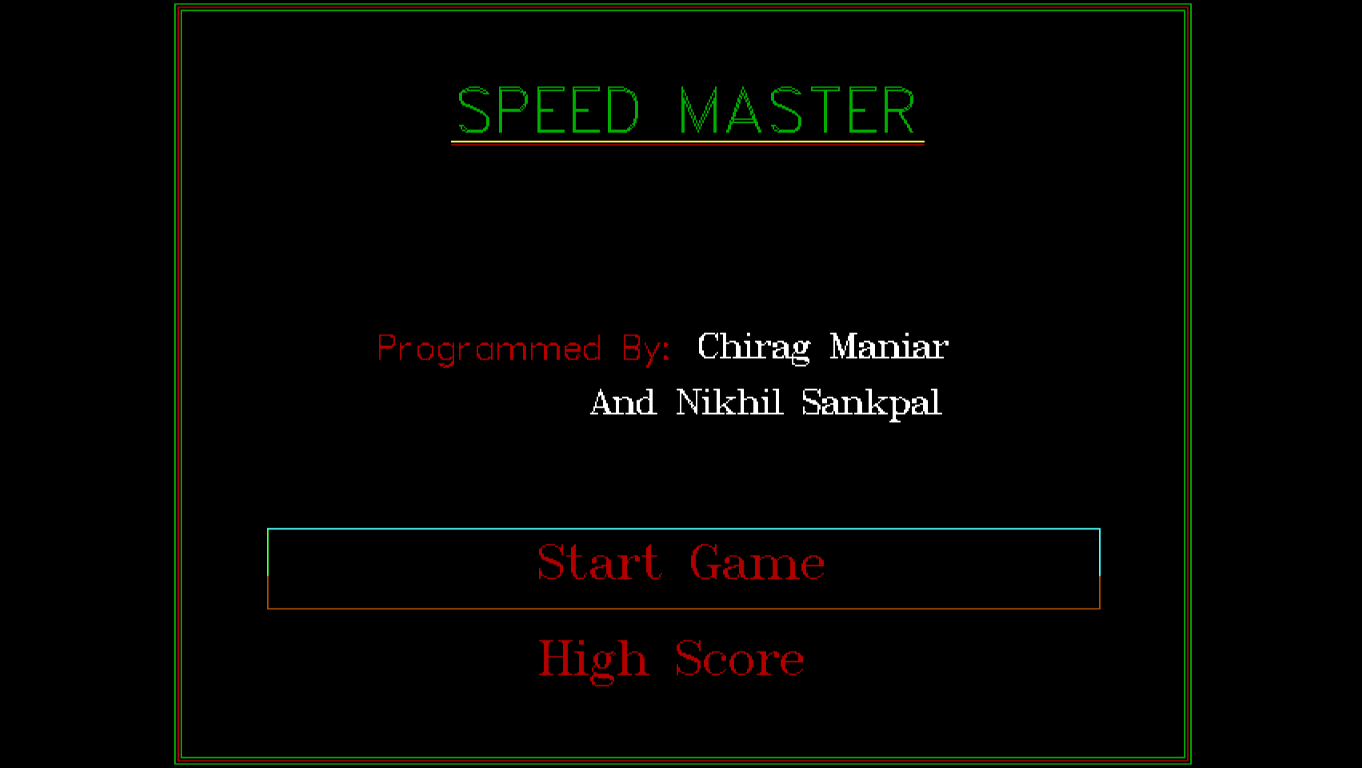 SPEED MASTER
Programmed By: Chirag Maniar
And Nikhil Sankpal
Start Game
High Score